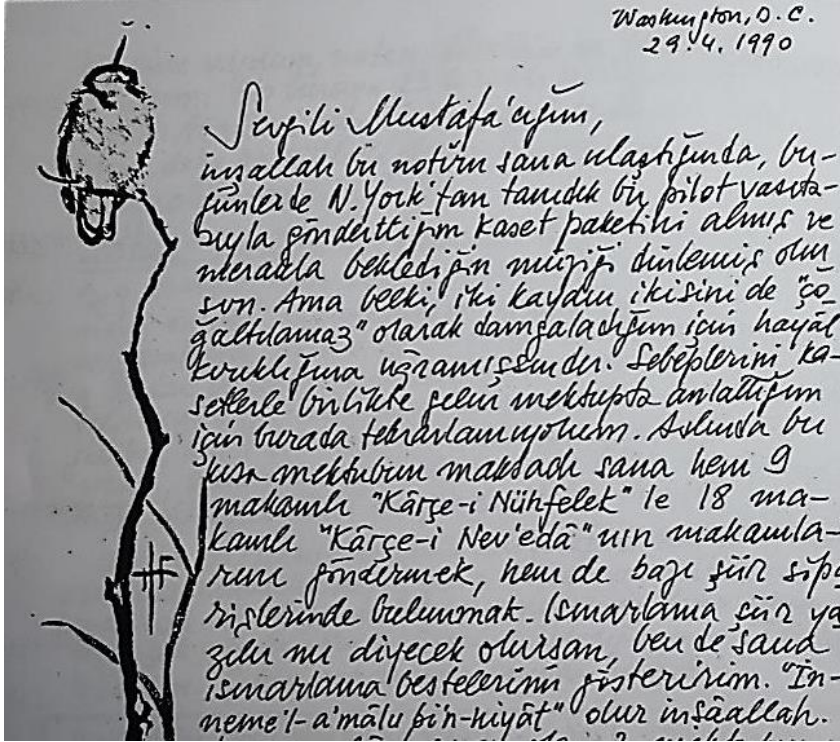 Washington, D.C.
29.4.1990
Sevgili Mustafa'cığım,
inşallah bu notum sana ulaştığında, bu-
günlerde N.York'tan tanıdık bir pilot vasıta-
sıyla gönderttiğim kaset paketini almış ve
merakla beklediğin müziği dinlemiş olur
sun. Ama belki, iki kaydın ikisini de "ço
ğaltılamaz" olarak damgaladığım için hayâl
kırıklığına uğramışsındır. Sebeplerini ka-
setlerle birlikte gelen mektupta anlattığım
için burada tekrarlamıyorum. Aslında bu
kısa mektubun maksadı sana hem 9
makamlı "Kârçe-i Nühfelek" le 18 ma-
kamlı "Kârçe-i Nev'edâ" nın makamla-
rını göndermek, hem de bazı şiir sipa
rişlerinde bulunmak. Ismarlama şiir ya
zılır mı diyecek olursan, ben de sana
ısmarlama bestelerimi gösteririm. "İn-
neme'l-a'mâlu bi'n-niyât" olur inşâallah.